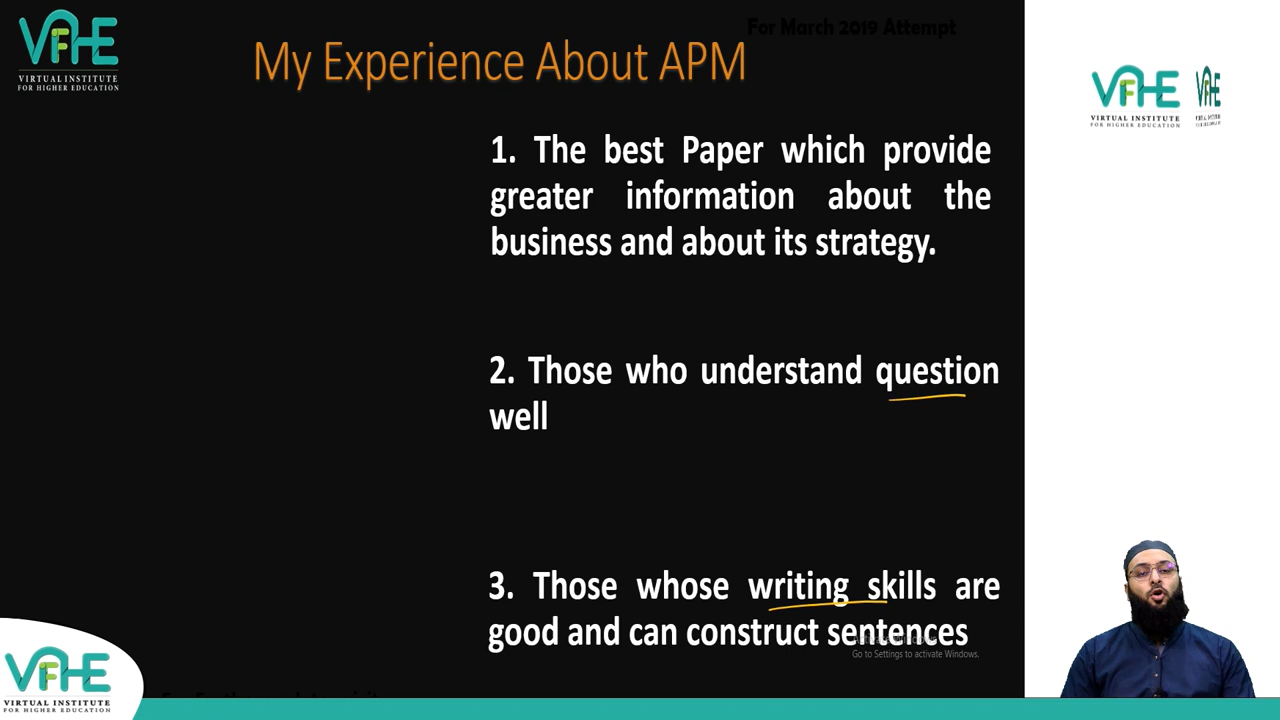 For March 2019 Attempt
VIFHE
VIRTUAL INSTITUTE
FOR HIGHER EDUCATION
My Experience About APM
VIFHE
VIRTUAL INSTITUTE
FOR HIGHER EDUCATION
1. The best Paper which provide
greater information about the
business and about its strategy.
2. Those who understand question
well
3. Those whose writing skills are
good and can construct sentences
Go to Settings to activate Windows.
VIFHE
VIRTUAL INSTITUTE
FOR HIGHER EDUCATION